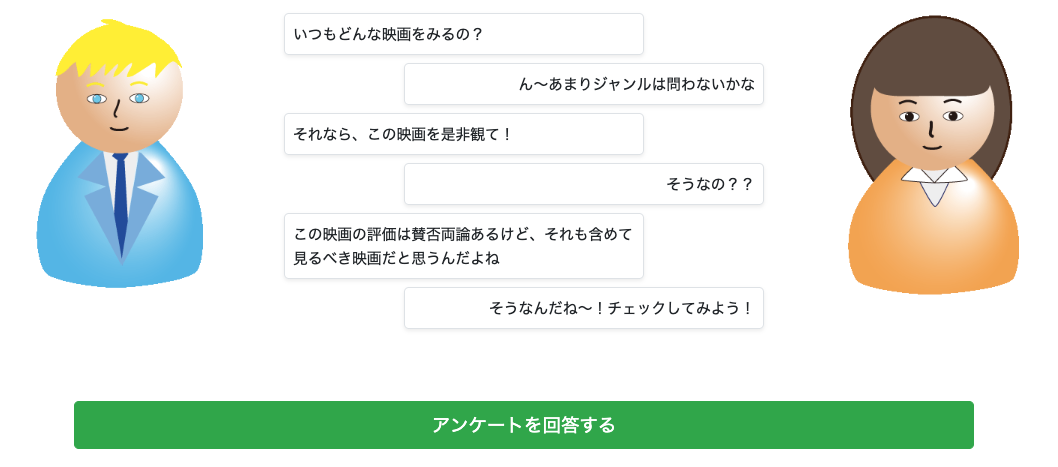 いつもどんな映画をみるの？
ん〜あまりジャンルは問わないかな
それなら、この映画を是非観て！
そうなの？？
この映画の評価は賛否両論あるけど、それも含めて
見るべき映画だと思うんだよね
そうなんだね〜！チェックしてみよう！
アンケートを回答する